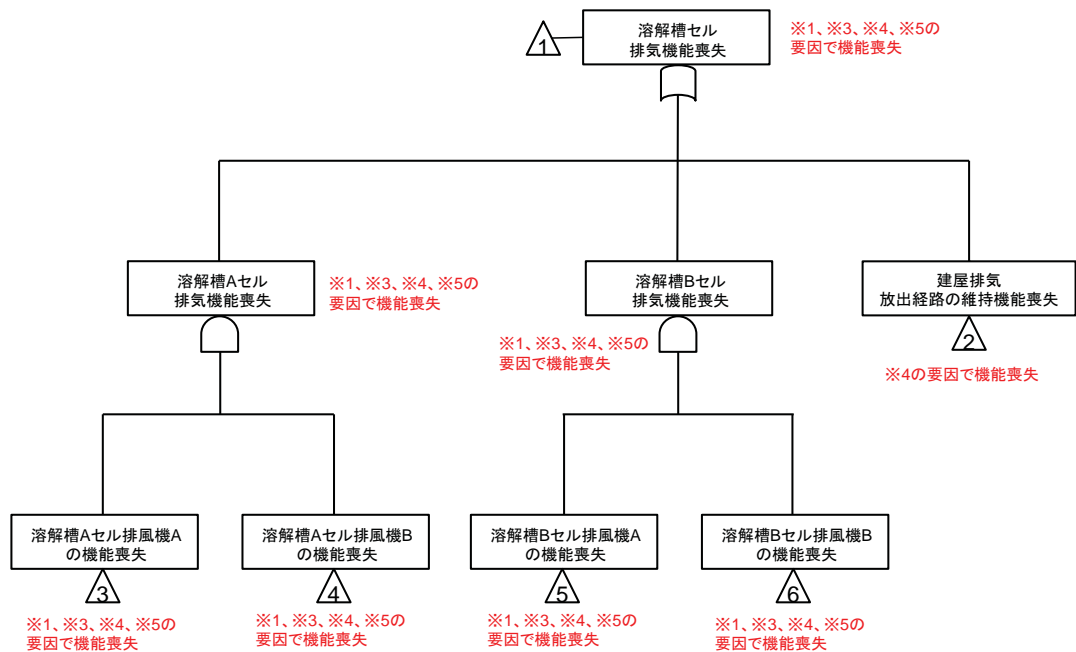 1
溶解槽セル
排気機能喪失
※1、※3、※4、※5の
要因で機能喪失
溶解槽Aセル
排気機能喪失
※1、※3、※4、※5の
要因で機能喪失
溶解槽Bセル
排気機能喪失
※1、※3、※4、※5の
要因で機能喪失
建屋排気
放出経路の維持機能喪失
2
※4の要因で機能喪失
溶解槽Aセル排風機A
の機能喪失
3
※1、※3、※4、※5の
要因で機能喪失
溶解槽Aセル排風機B
の機能喪失
4
※1、※3、※4、※5の
要因で機能喪失
溶解槽Bセル排風機A
の機能喪失
5
※1、※3、※4、※5の
要因で機能喪失
溶解槽Bセル排風機B
の機能喪失
6
※1、※3、※4、※5の
要因で機能喪失